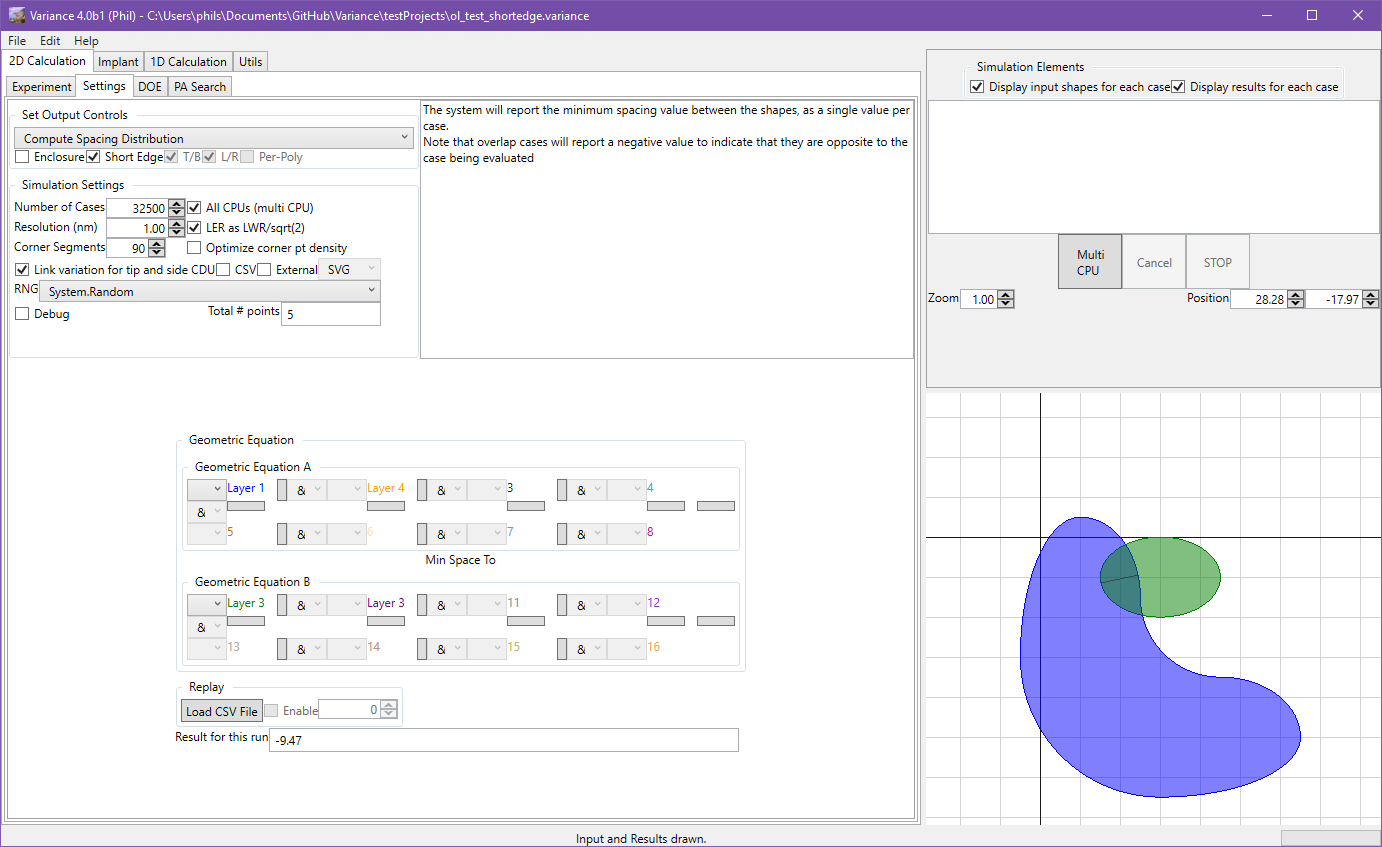 Variance 4.0b1 (Phil) - C:\Users\phils\Documents\GitHub\Variance\testProjects\ol_test_shortedge.variance
File Edit Help
2D Calculation Implant 1D Calculation Utils
Experiment Settings DOE PA Search
Set Output Controls
Compute Spacing Distribution
Enclosure Short Edge T/B L/R Per-Poly
Simulation Settings
Number of Cases 32500 All CPUs (multi CPU)
Resolution (nm) 1.00 LER as LWR/sqrt(2)
Corner Segments 90 Optimize corner pt density
Link variation for tip and side CDU CSV External SVG
RNG System.Random
Debug Total # points 5
The system will report the minimum spacing value between the shapes, as a single value per
case.
Note that overlap cases will report a negative value to indicate that they are opposite to the
case being evaluated
Geometric Equation
Geometric Equation A
Layer 1 & Layer 4 & 3 & 4
&
5 & 6 & 7 & 8
Min Space To
Geometric Equation B
Layer 3 & Layer 3 & 11 & 12
&
13 & 14 & 15 & 16
Replay
Load CSV File Enable 0
Result for this run -9.47
Simulation Elements
Display input shapes for each case Display results for each case
Multi
CPU
Cancel STOP
Zoom 1.00 Position 28.28 -17.97
Input and Results drawn.